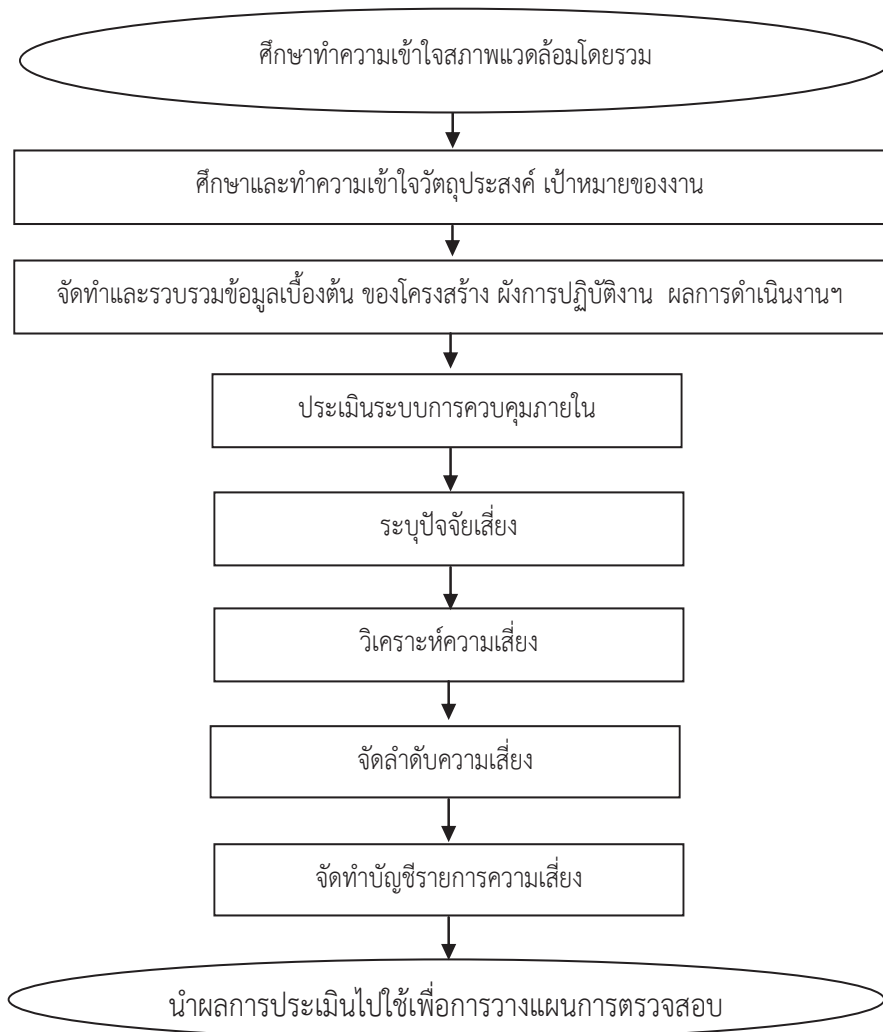 ศึกษาทำความเข้าใจสภาพแวดล้อมโดยรวม
ศึกษาและทำความเข้าใจวัตถุประสงค์ เป้าหมายของงาน
จัดทำและรวบรวมข้อมูลเบื้องต้น ของโครงสร้าง ผังการปฏิบัติงาน ผลการดำเนินงานฯ
ประเมินระบบการควบคุมภายใน
ระบุปัจจัยเสี่ยง
วิเคราะห์ความเสี่ยง
จัดลำดับความเสี่ยง
จัดทำบัญชีรายการความเสี่ยง
นำผลการประเมินไปใช้เพื่อการวางแผนการตรวจสอบ